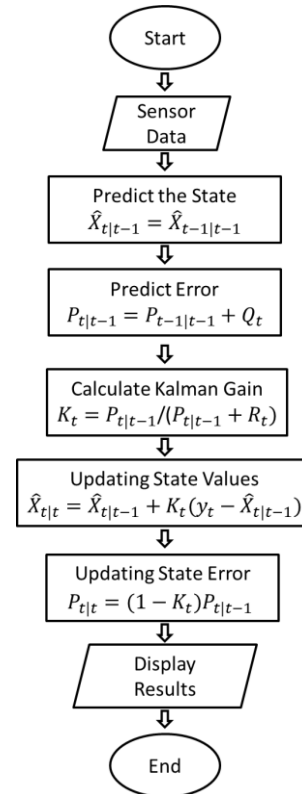 Start
Sensor
Data
Predict the State
X̂_{t|t−1} = X̂_{t−1|t−1}
Predict Error
P_{t|t−1} = P_{t−1|t−1} + Q_t
Calculate Kalman Gain
K_t = P_{t|t−1}/(P_{t|t−1} + R_t)
Updating State Values
X̂_{t|t} = X̂_{t|t−1} + K_t(y_t − X̂_{t|t−1})
Updating State Error
P_{t|t} = (1 − K_t)P_{t|t−1}
Display
Results
End